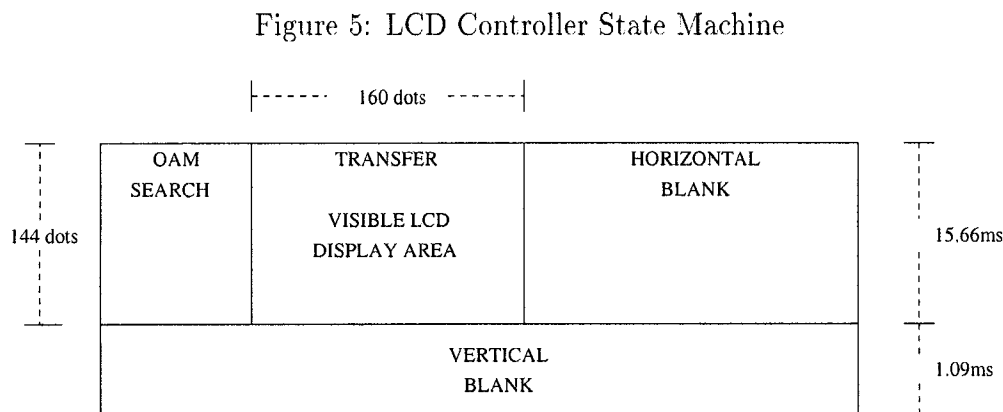 Figure 5: LCD Controller State Machine
160 dots
OAM
SEARCH
TRANSFER
VISIBLE LCD
DISPLAY AREA
HORIZONTAL
BLANK
144 dots
15.66ms
VERTICAL
BLANK
1.09ms